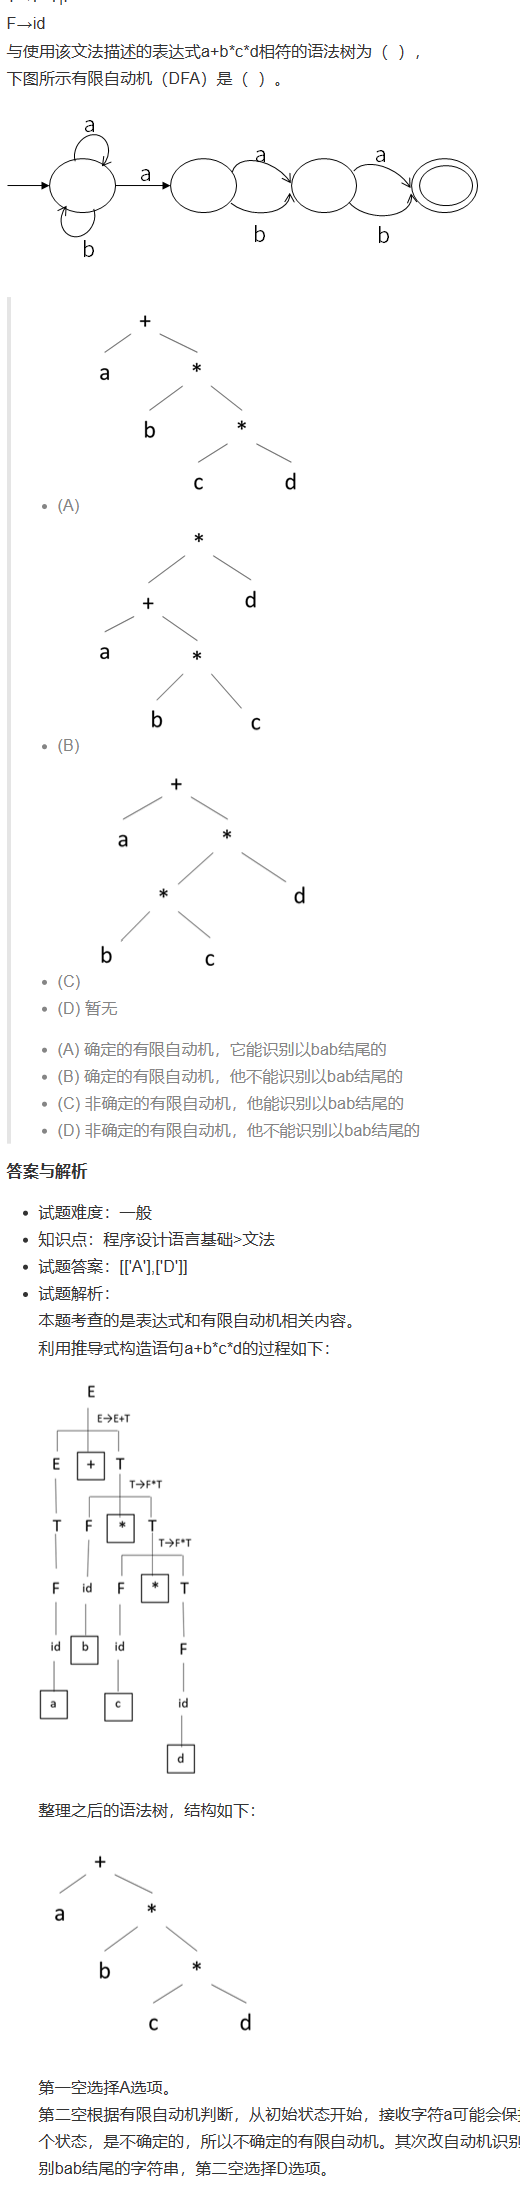 F→id
与使用该文法描述的表达式a+b*c*d相符的语法树为（ ），
下图所示有限自动机（DFA）是（ ）。
a
a
a
a
b
b
b
+
a
*
b
*
c
d
(A)
*
+
d
a
*
b
c
(B)
+
a
*
*
d
b
c
(C)
(D) 暂无
(A) 确定的有限自动机，它能识别以bab结尾的
(B) 确定的有限自动机，他不能识别以bab结尾的
(C) 非确定的有限自动机，他能识别以bab结尾的
(D) 非确定的有限自动机，他不能识别以bab结尾的
答案与解析
试题难度：一般
知识点：程序设计语言基础>文法
试题答案：[['A'],['D']]
试题解析：
本题考查的是表达式和有限自动机相关内容。
利用推导式构造语句a+b*c*d的过程如下：
E
E→E+T
E + T
T→F*T
T F * T
T→F*T
F id F * T
id b id F
a c id
d
整理之后的语法树，结构如下：
+
a
*
b
*
c
d
第一空选择A选项。
第二空根据有限自动机判断，从初始状态开始，接收字符a可能会保
个状态，是不确定的，所以不确定的有限自动机。其次改自动机识别
别bab结尾的字符串，第二空选择D选项。